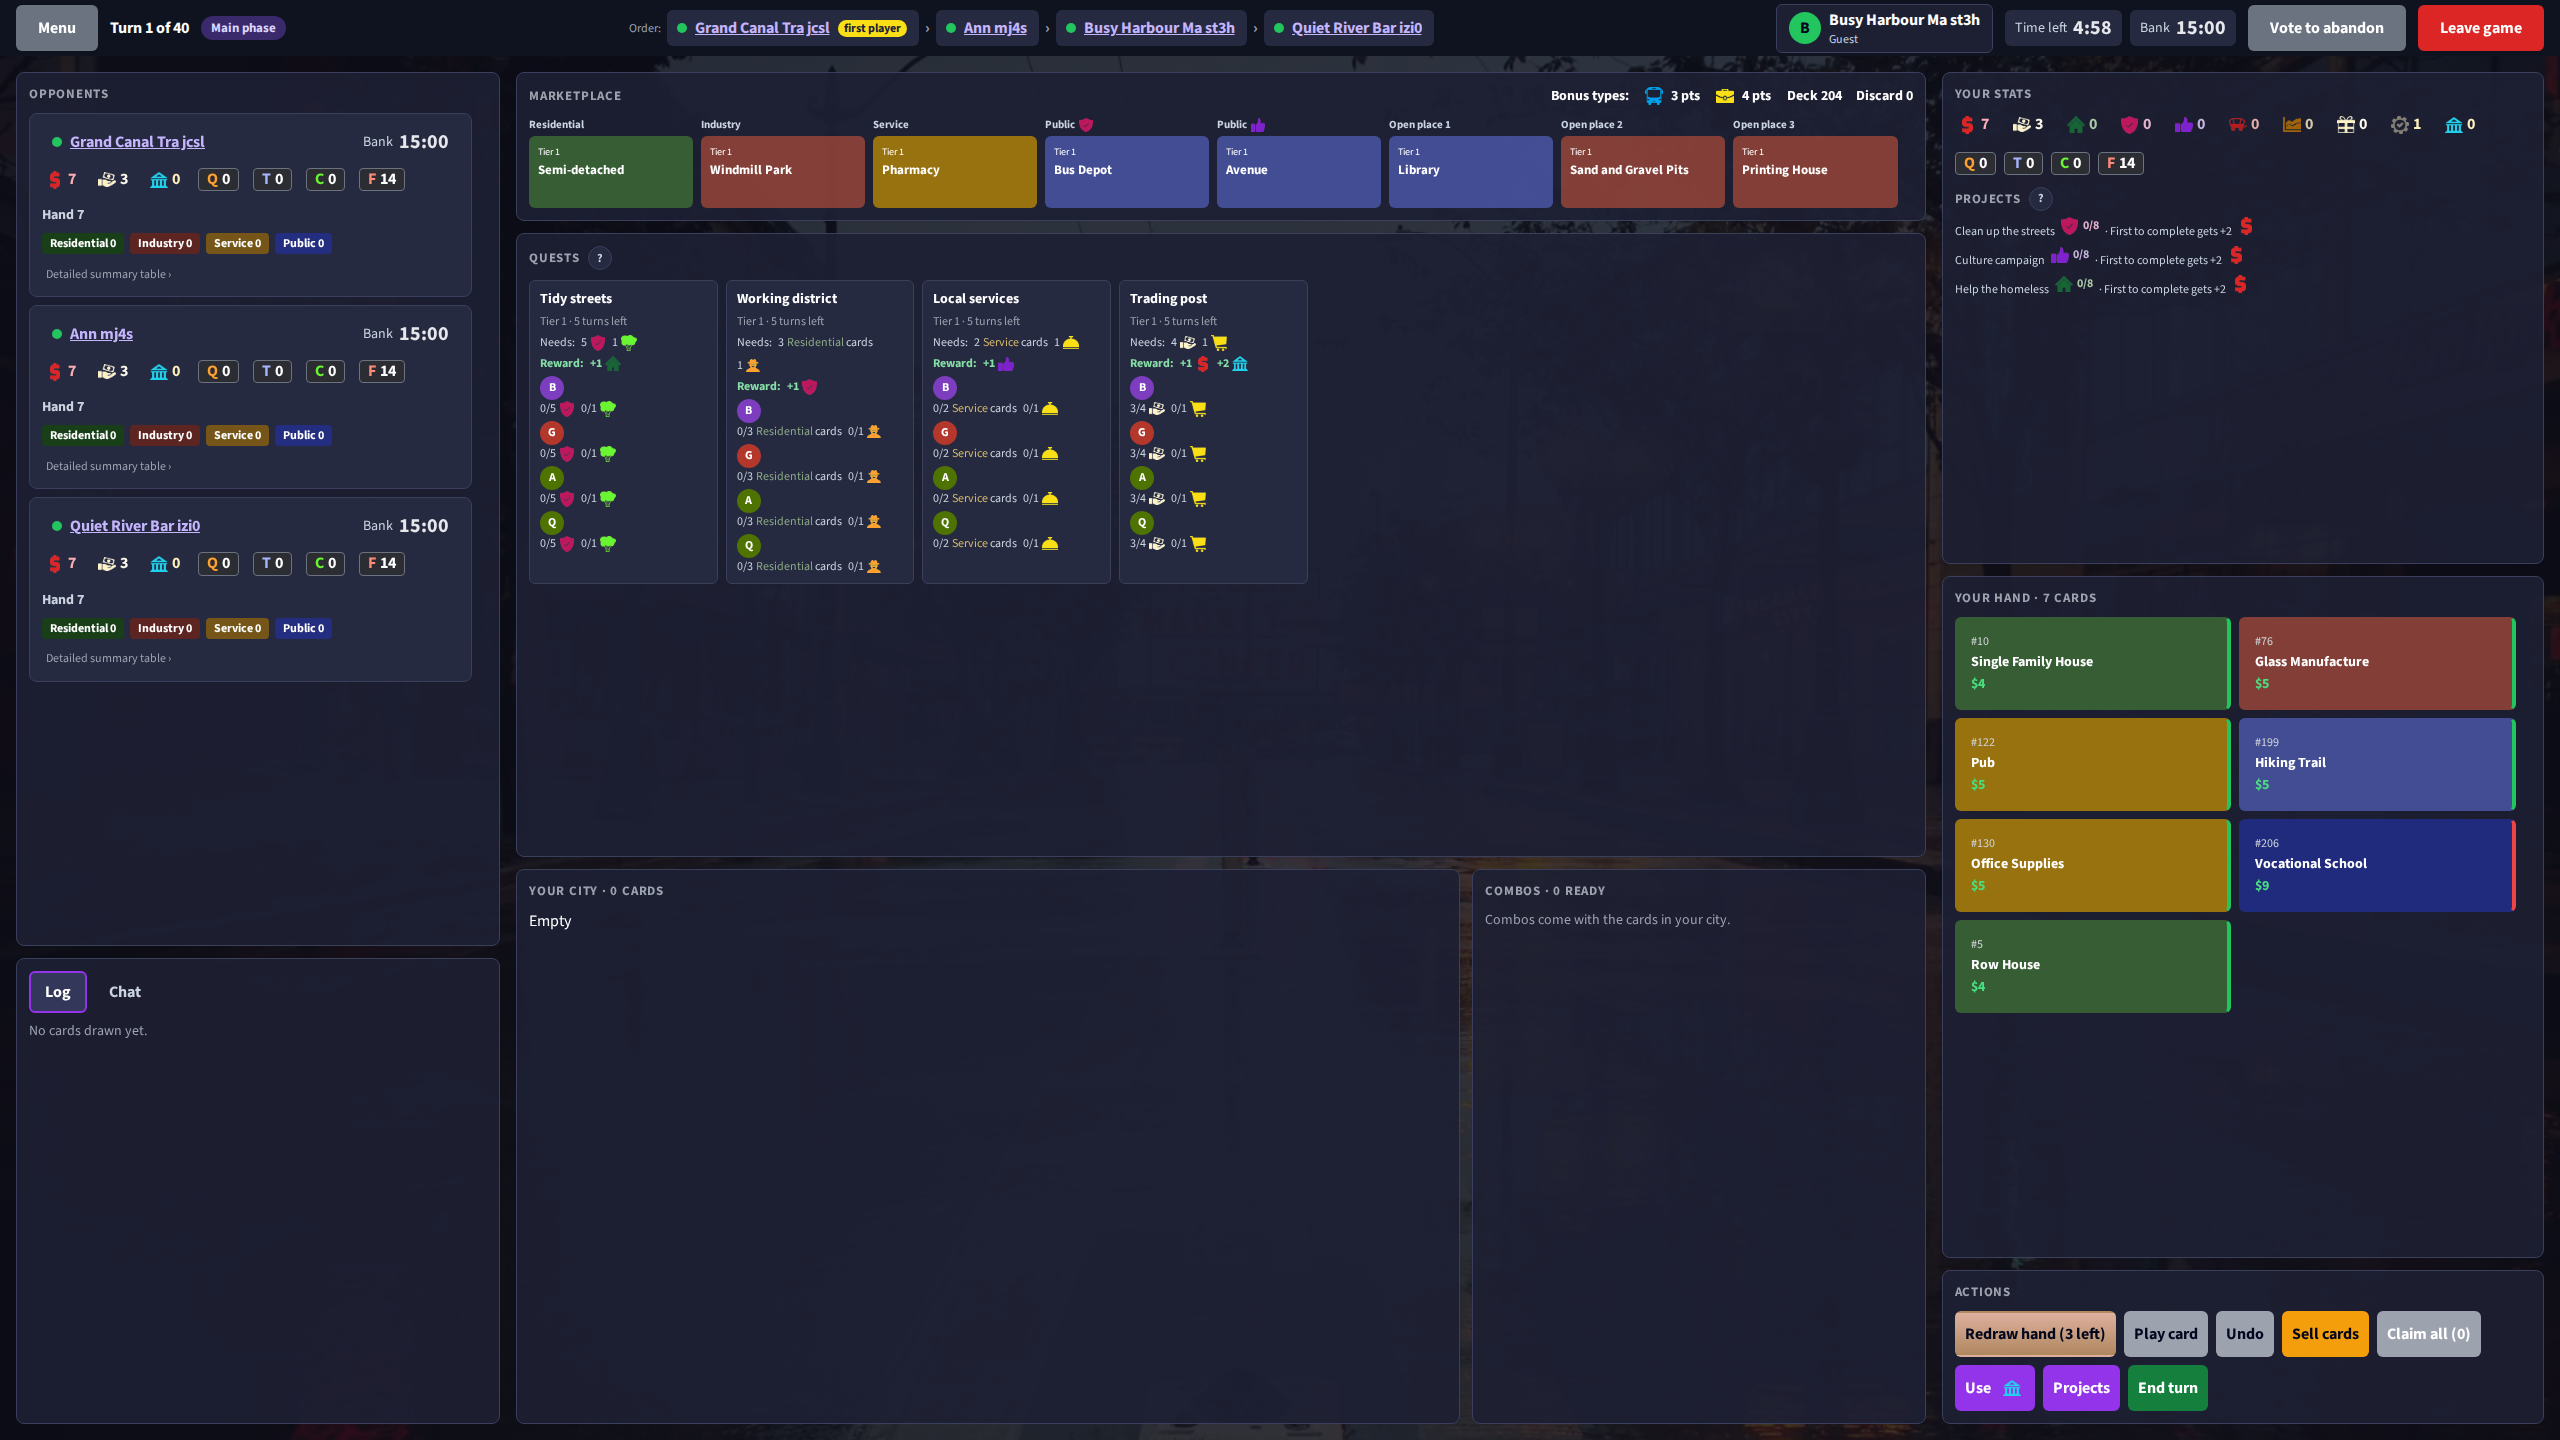 Menu
Turn 1 of 40 Main phase
Order: Grand Canal Tra jcsl first player › Ann mj4s › Busy Harbour Ma st3h › Quiet River Bar izi0
B Busy Harbour Ma st3h
Guest
Time left 4:58
Bank 15:00
Vote to abandon
Leave game
OPPONENTS
Grand Canal Tra jcsl Bank 15:00
7 3 0 Q 0 T 0 C 0 F 14
Hand 7
Residential 0 Industry 0 Service 0 Public 0
Detailed summary table ›
Ann mj4s Bank 15:00
7 3 0 Q 0 T 0 C 0 F 14
Hand 7
Residential 0 Industry 0 Service 0 Public 0
Detailed summary table ›
Quiet River Bar izi0 Bank 15:00
7 3 0 Q 0 T 0 C 0 F 14
Hand 7
Residential 0 Industry 0 Service 0 Public 0
Detailed summary table ›
Log Chat
No cards drawn yet.
MARKETPLACE
Bonus types: 3 pts 4 pts Deck 204 Discard 0
Residential
Tier 1
Semi-detached
Industry
Tier 1
Windmill Park
Service
Tier 1
Pharmacy
Public
Tier 1
Bus Depot
Public
Tier 1
Avenue
Open place 1
Tier 1
Library
Open place 2
Tier 1
Sand and Gravel Pits
Open place 3
Tier 1
Printing House
QUESTS ?
Tidy streets
Tier 1 · 5 turns left
Needs: 5 1
Reward: +1
B
0/5 0/1
G
0/5 0/1
A
0/5 0/1
Q
0/5 0/1
Working district
Tier 1 · 5 turns left
Needs: 3 Residential cards
1
Reward: +1
B
0/3 Residential cards 0/1
G
0/3 Residential cards 0/1
A
0/3 Residential cards 0/1
Q
0/3 Residential cards 0/1
Local services
Tier 1 · 5 turns left
Needs: 2 Service cards 1
Reward: +1
B
0/2 Service cards 0/1
G
0/2 Service cards 0/1
A
0/2 Service cards 0/1
Q
0/2 Service cards 0/1
Trading post
Tier 1 · 5 turns left
Needs: 4 1
Reward: +1 +2
B
3/4 0/1
G
3/4 0/1
A
3/4 0/1
Q
3/4 0/1
YOUR CITY · 0 CARDS
Empty
COMBOS · 0 READY
Combos come with the cards in your city.
YOUR STATS
7 3 0 0 0 0 0 0 1 0
Q 0 T 0 C 0 F 14
PROJECTS ?
Clean up the streets 0/8 · First to complete gets +2
Culture campaign 0/8 · First to complete gets +2
Help the homeless 0/8 · First to complete gets +2
YOUR HAND · 7 CARDS
#10
Single Family House
$4
#76
Glass Manufacture
$5
#122
Pub
$5
#199
Hiking Trail
$5
#130
Office Supplies
$5
#206
Vocational School
$9
#5
Row House
$4
ACTIONS
Redraw hand (3 left) Play card Undo Sell cards Claim all (0)
Use Projects End turn